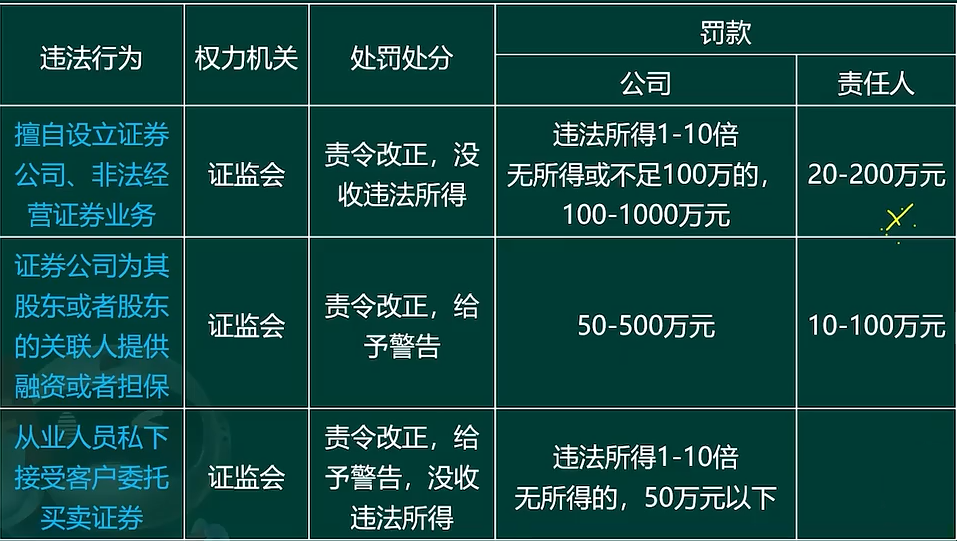 违法行为
权力机关
处罚处分
罚款
公司
责任人
擅自设立证券
公司、非法经
营证券业务
证监会
责令改正，没
收违法所得
违法所得1-10倍
无所得或不足100万的，
100-1000万元
20-200万元
证券公司为其
股东或者股东
的关联人提供
融资或者担保
证监会
责令改正，给
予警告
50-500万元
10-100万元
从业人员私下
接受客户委托
买卖证券
证监会
责令改正，给
予警告，没收
违法所得
违法所得1-10倍
无所得的，50万元以下